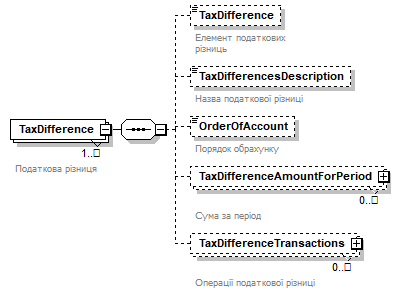 TaxDifference
Елемент податкових
різниць
TaxDifferencesDescription
Назва податкової різниці
TaxDifference
OrderOfAccount
1..□
Порядок обрахунку
Податкова різниця
TaxDifferenceAmountForPeriod
0..□
Сума за період
TaxDifferenceTransactions
0..□
Операції податкової різниці